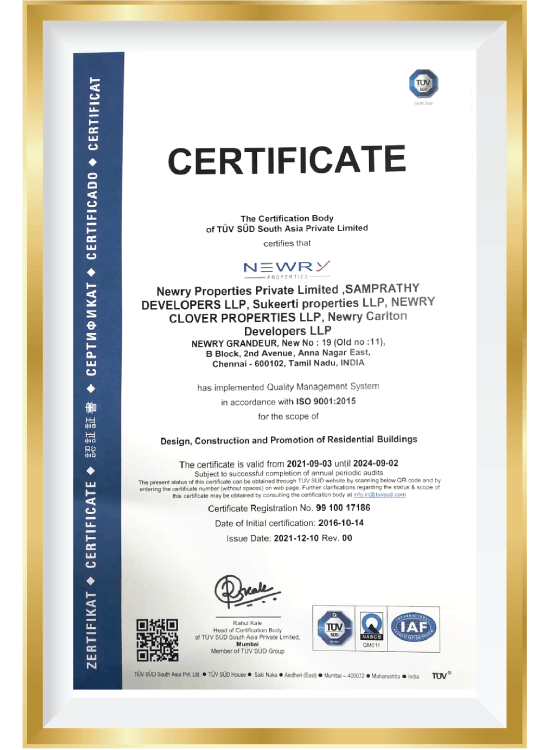 ZERTIFIKAT ◆ CERTIFICATE ◆ 認証証書 ◆ СЕРТИФИКАТ ◆ CERTIFICADO ◆ CERTIFICAT
TÜV
SÜD
South Asia
CERTIFICATE
The Certification Body
of TÜV SÜD South Asia Private Limited
certifies that
NEWRY
PROPERTIES
Newry Properties Private Limited ,SAMPRATHY
DEVELOPERS LLP, Sukeerti properties LLP, NEWRY
CLOVER PROPERTIES LLP, Newry Carlton
Developers LLP
NEWRY GRANDEUR, New No : 19 (Old no :11),
B Block, 2nd Avenue, Anna Nagar East,
Chennai - 600102, Tamil Nadu, INDIA
has implemented Quality Management System
in accordance with ISO 9001:2015
for the scope of
Design, Construction and Promotion of Residential Buildings
The certificate is valid from 2021-09-03 until 2024-09-02
Subject to successful completion of annual periodic audits
The present status of this certificate can be obtained through TUV SUD website by scanning below QR code and by
entering the certificate number (without spaces) on web page. Further clarifications regarding the status & scope of
this certificate may be obtained by consulting the certification body at info.in@tuvsud.com
Certificate Registration No. 99 100 17186
Date of Initial certification: 2016-10-14
Issue Date: 2021-12-10 Rev. 00
Rahul Kale
Head of Certification Body
of TÜV SÜD South Asia Private Limited,
Mumbai
Member of TÜV SÜD Group
TÜV
SÜD
NABCB
QM011
IAF
TÜV SÜD South Asia Pvt. Ltd. ● TÜV SÜD House ● Saki Naka ● Andheri (East) ● Mumbai – 400072 ● Maharashtra ● India TÜV®